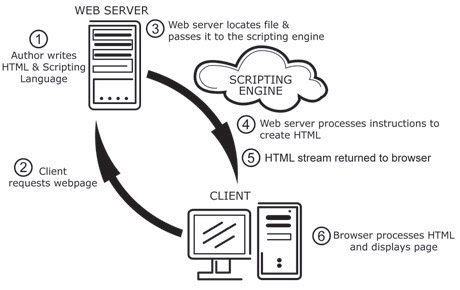 WEB SERVER
1 Author writes
HTML & Scripting
Language
2 Client
requests webpage
3 Web server locates file &
passes it to the scripting engine
SCRIPTING
ENGINE
4 Web server processes instructions to
create HTML
5 HTML stream returned to browser
CLIENT
6 Browser processes HTML
and displays page